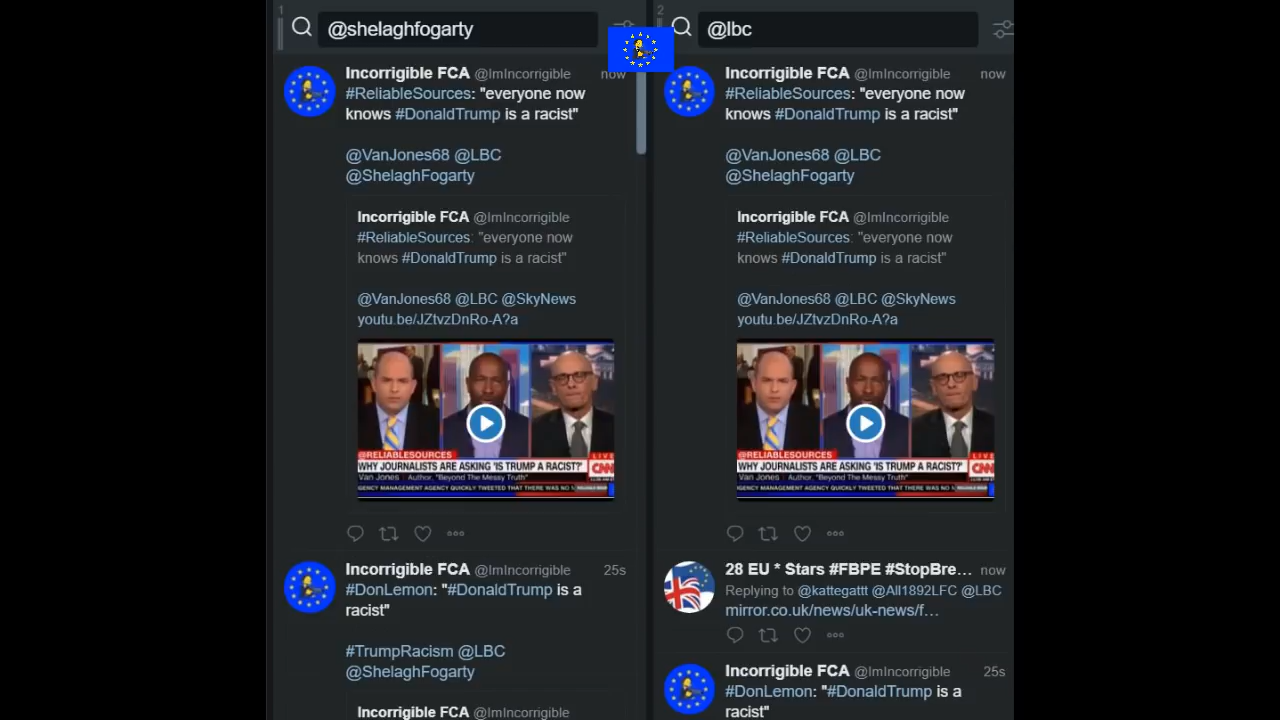 1
@shelaghfogarty
Incorrigible FCA @ImIncorrigible now
#ReliableSources: "everyone now
knows #DonaldTrump is a racist"
@VanJones68 @LBC
@ShelaghFogarty
Incorrigible FCA @ImIncorrigible
#ReliableSources: "everyone now
knows #DonaldTrump is a racist"
@VanJones68 @LBC @SkyNews
youtu.be/JZtvzDnRo-A?a
@RELIABLESOURCES
LIVE
WHY JOURNALISTS ARE ASKING 'IS TRUMP A RACIST?'
CNN
Van Jones | Author, "Beyond The Messy Truth"
GENCY MANAGEMENT AGENCY QUICKLY TWEETED THAT THERE WAS NO
Incorrigible FCA @ImIncorrigible 25s
#DonLemon: "#DonaldTrump is a
racist"
#TrumpRacism @LBC
@ShelaghFogarty
Incorrigible FCA @ImIncorrigible
2
@lbc
Incorrigible FCA @ImIncorrigible now
#ReliableSources: "everyone now
knows #DonaldTrump is a racist"
@VanJones68 @LBC
@ShelaghFogarty
Incorrigible FCA @ImIncorrigible
#ReliableSources: "everyone now
knows #DonaldTrump is a racist"
@VanJones68 @LBC @SkyNews
youtu.be/JZtvzDnRo-A?a
@RELIABLESOURCES
LIVE
WHY JOURNALISTS ARE ASKING 'IS TRUMP A RACIST?'
CNN
Van Jones | Author, "Beyond The Messy Truth"
GENCY MANAGEMENT AGENCY QUICKLY TWEETED THAT THERE WAS NO
28 EU * Stars #FBPE #StopBre... now
Replying to @kattegattt @All1892LFC @LBC
mirror.co.uk/news/uk-news/f...
Incorrigible FCA @ImIncorrigible 25s
#DonLemon: "#DonaldTrump is a
racist"